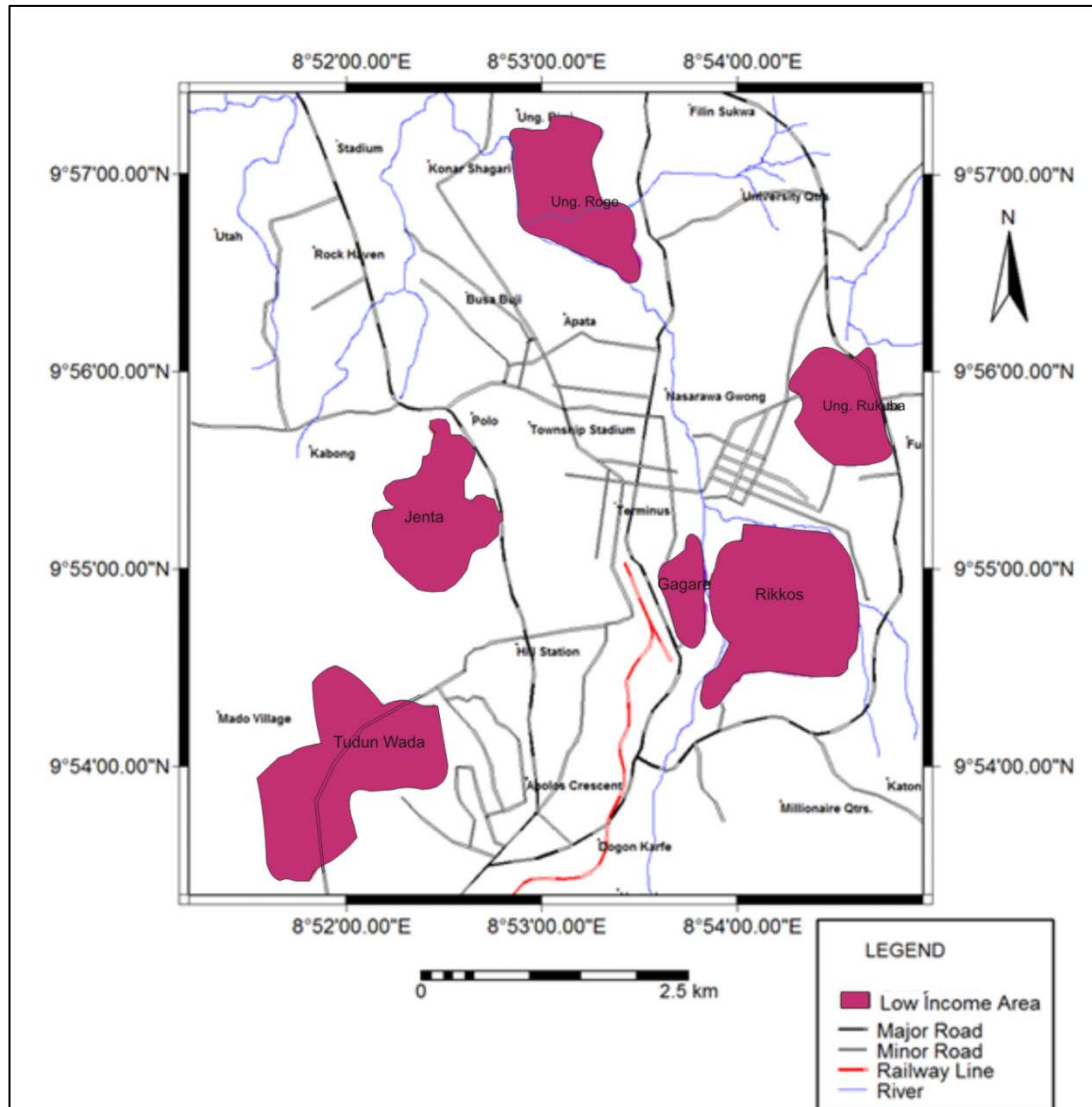 8°52'00.00"E 8°53'00.00"E 8°54'00.00"E
Filin Sukwa
Ung.
Stadium
9°57'00.00"N
Konar Shagari
9°57'00.00"N
University Qtrs
Ung. Rogo
N
Utah
Rock Haven
Busa Buji
Apata
9°56'00.00"N
9°56'00.00"N
Nasarawa Gwong
Ung. Rukuba
Polo
Township Stadium
Kabong
Fu
Jenta
Terminus
9°55'00.00"N
9°55'00.00"N
Gagara
Rikkos
Hill Station
Mado Village
Tudun Wada
9°54'00.00"N
9°54'00.00"N
Apolos Crescent
Katon
Millionaire Qtrs.
Dogon Karfe
8°52'00.00"E 8°53'00.00"E 8°54'00.00"E
0 2.5 km
LEGEND
Low Income Area
Major Road
Minor Road
Railway Line
River